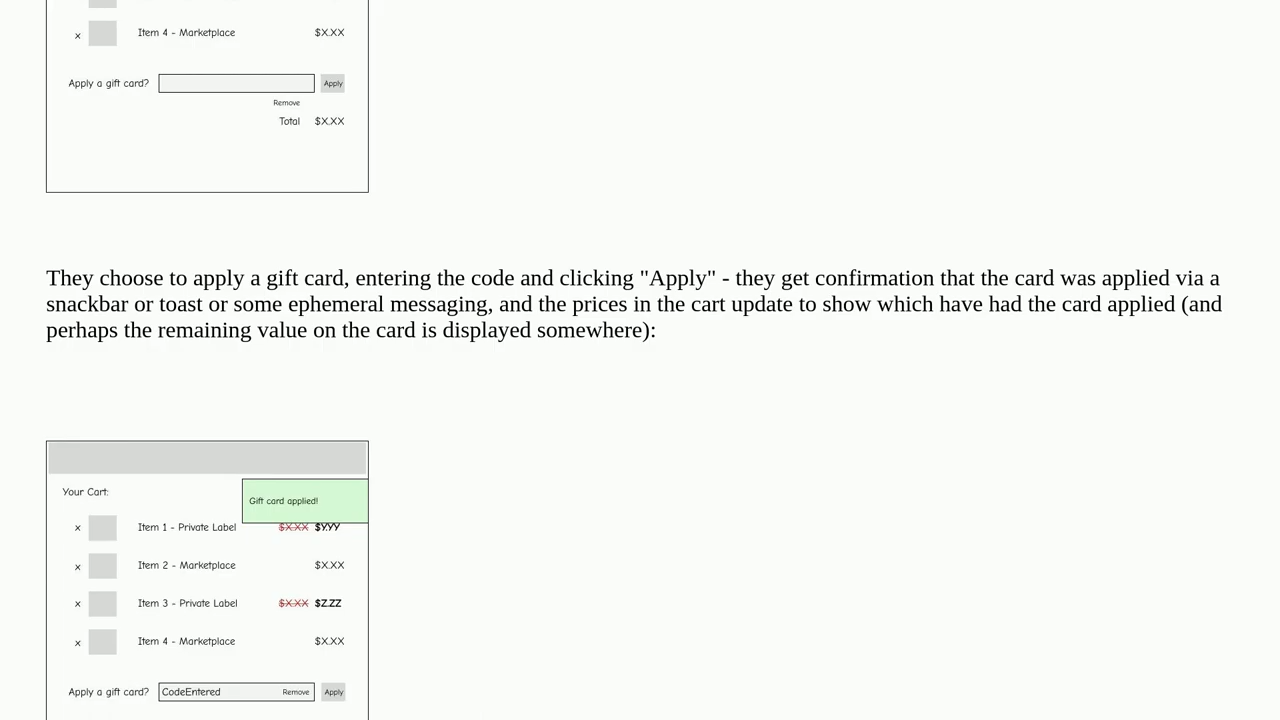 x Item 4 - Marketplace $X.XX
Apply a gift card? Apply
Remove
Total $X.XX
They choose to apply a gift card, entering the code and clicking "Apply" - they get confirmation that the card was applied via a
snackbar or toast or some ephemeral messaging, and the prices in the cart update to show which have had the card applied (and
perhaps the remaining value on the card is displayed somewhere):
Your Cart:
Gift card applied!
x Item 1 - Private Label $X.XX $Y.YY
x Item 2 - Marketplace $X.XX
x Item 3 - Private Label $X.XX $Z.ZZ
x Item 4 - Marketplace $X.XX
Apply a gift card? CodeEntered Remove Apply